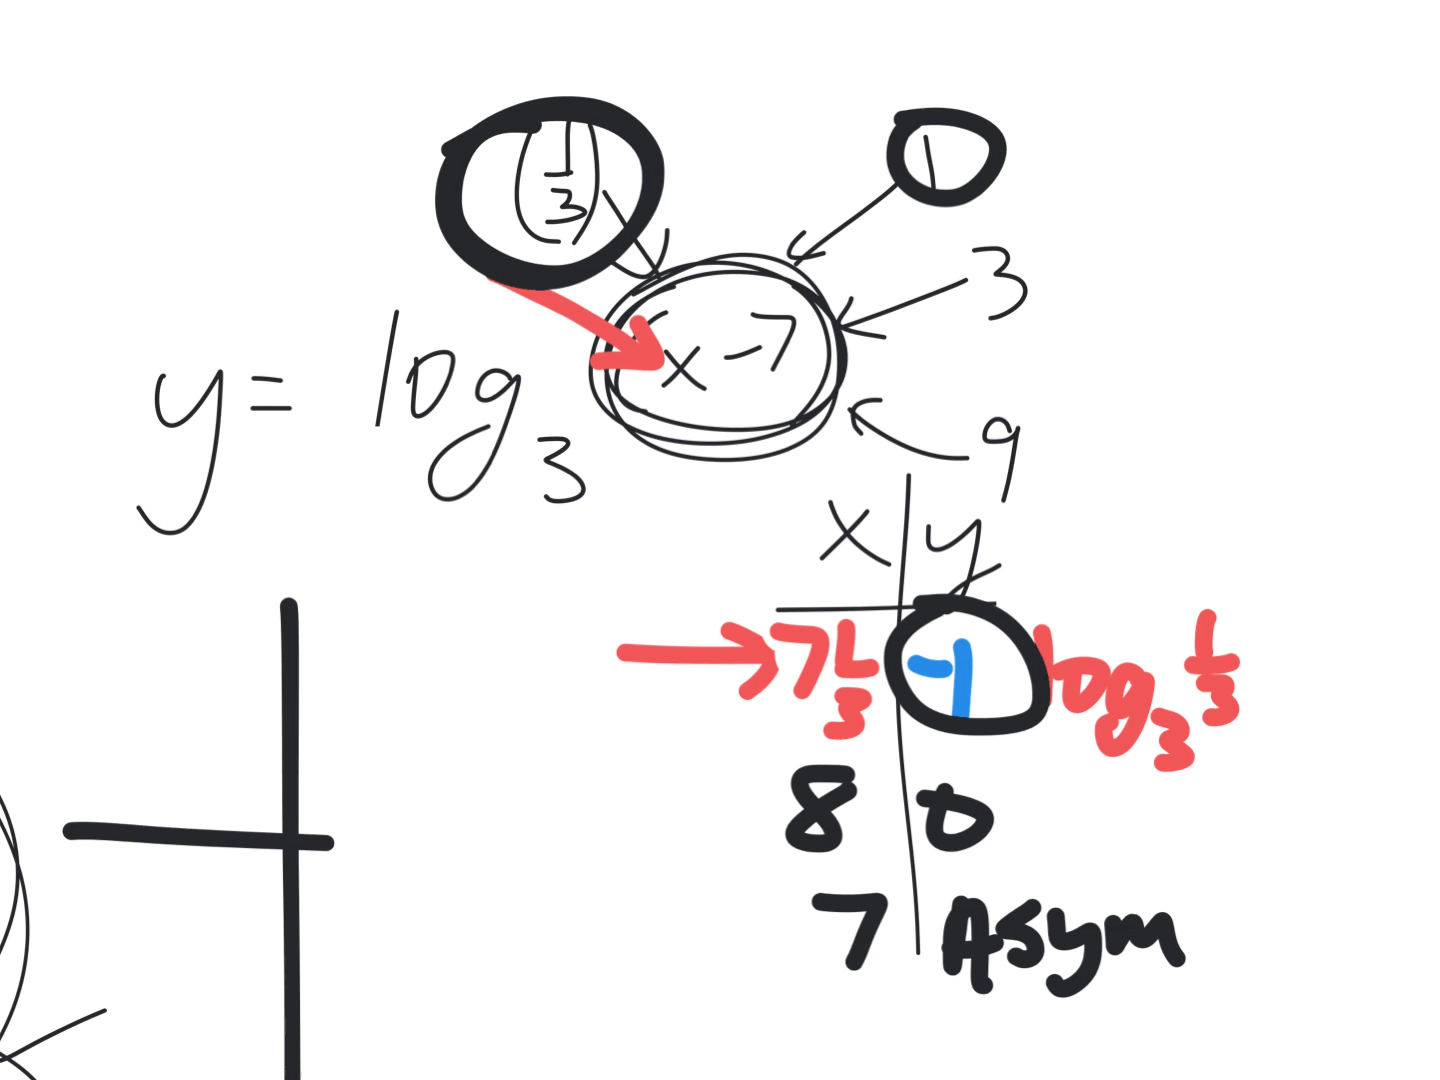 (1/3) 1
3
y = log₃(x - 7)
9
x | y
→ 7 1/3 | -1 log₃ 1/3
8 | 0
7 | Asym